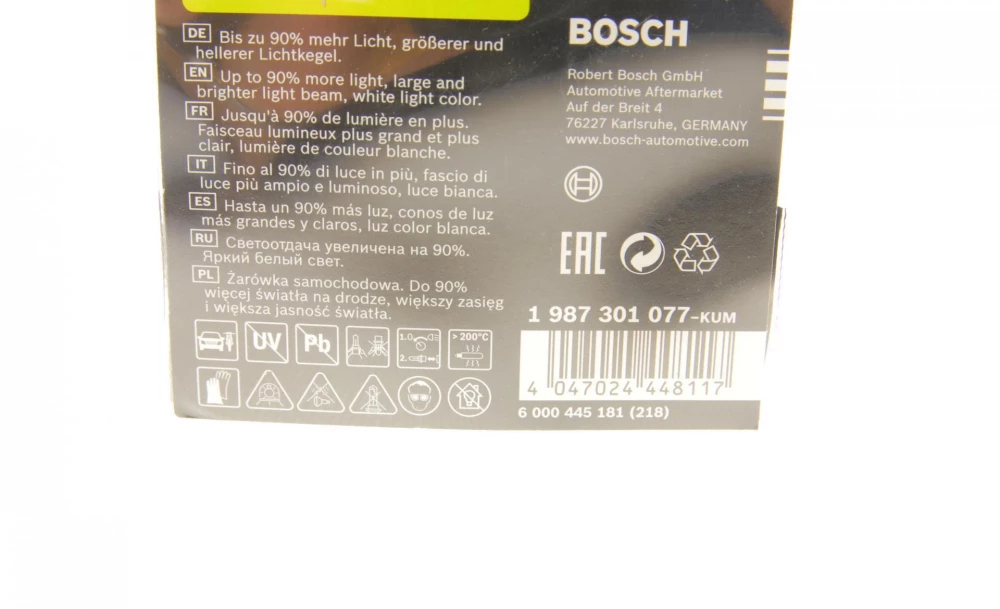 DE Bis zu 90% mehr Licht, größerer und
hellerer Lichtkegel.
EN Up to 90% more light, large and
brighter light beam, white light color.
FR Jusqu'à 90% de lumière en plus.
Faisceau lumineux plus grand et plus
clair, lumière de couleur blanche.
IT Fino al 90% di luce in più, fascio di
luce più ampio e luminoso, luce bianca.
ES Hasta un 90% más luz, conos de luz
más grandes y claros, luz color blanca.
RU Светоотдача увеличена на 90%.
Яркий белый свет.
PL Żarówka samochodowa. Do 90%
więcej światła na drodze, większy zasięg
i większa jasność światła.
UV Pb 1. 2. > 200°C
BOSCH
Robert Bosch GmbH
Automotive Aftermarket
Auf der Breit 4
76227 Karlsruhe, GERMANY
www.bosch-automotive.com
EAC
1 987 301 077-KUM
4 047024 448117
6 000 445 181 (218)